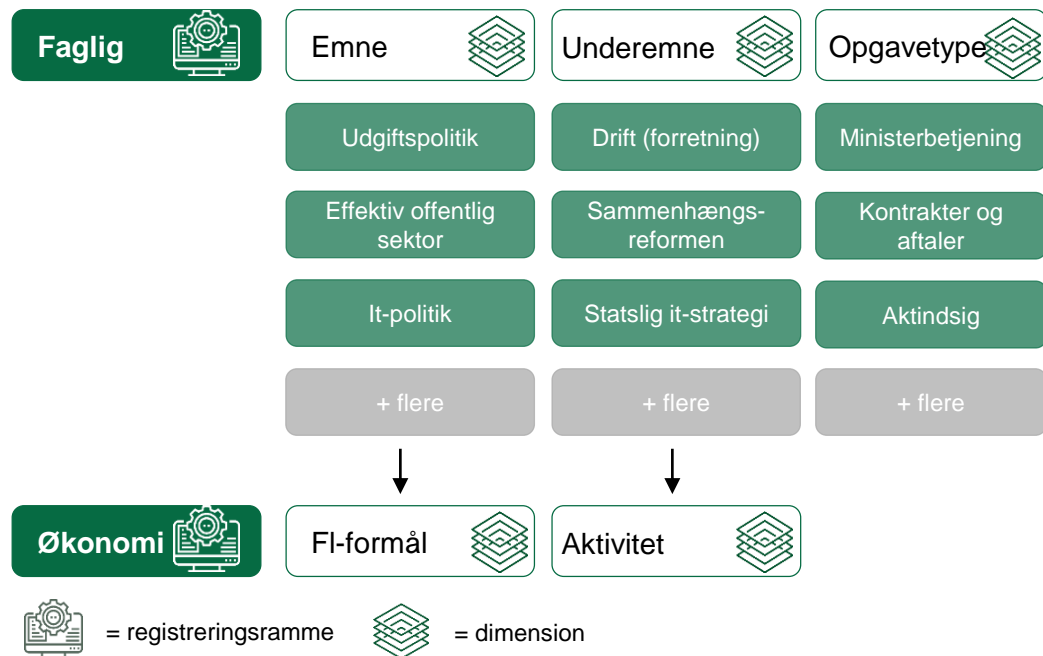 Faglig
Emne
Underemne
Opgavetype
Udgiftspolitik
Drift (forretning)
Ministerbetjening
Effektiv offentlig
sektor
Sammenhængs-
reformen
Kontrakter og
aftaler
It-politik
Statslig it-strategi
Aktindsig
+ flere
+ flere
+ flere
Økonomi
Fl-formål
Aktivitet
= registreringsramme
= dimension